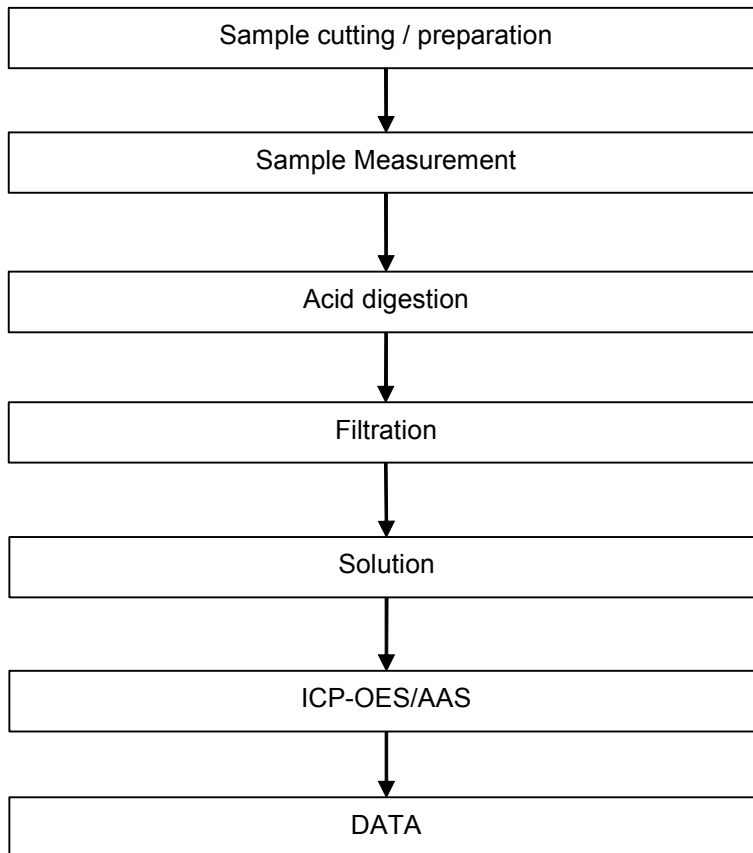 Sample cutting / preparation
Sample Measurement
Acid digestion
Filtration
Solution
ICP-OES/AAS
DATA